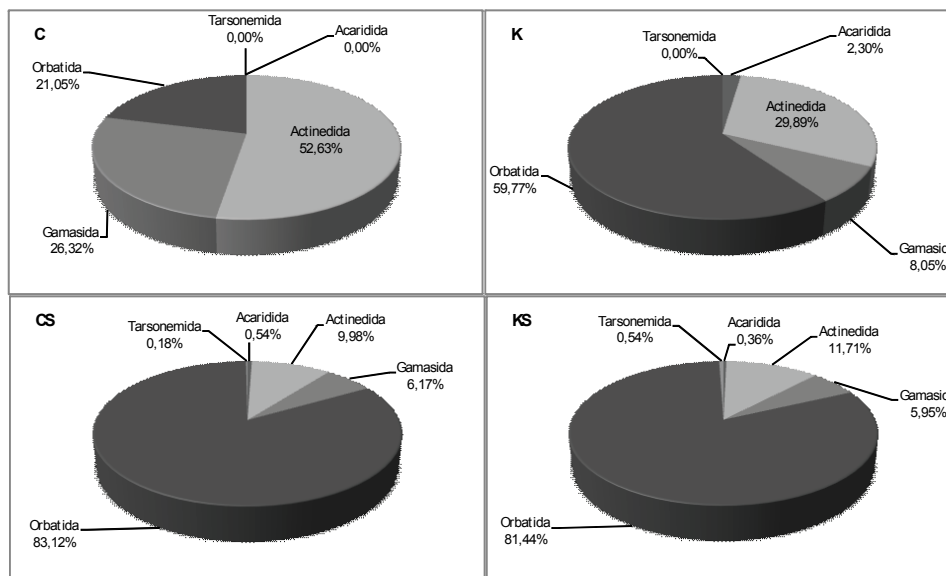 C
Tarsonemida
0,00%
Acaridida
0,00%
Orbatida
21,05%
Actinedida
52,63%
Gamasida
26,32%
K
Tarsonemida
0,00%
Acaridida
2,30%
Actinedida
29,89%
Orbatida
59,77%
Gamasid
8,05%
CS
Tarsonemida
0,18%
Acaridida
0,54%
Actinedida
9,98%
Gamasida
6,17%
Orbatida
83,12%
KS
Tarsonemida
0,54%
Acaridida
0,36%
Actinedida
11,71%
Gamasid
5,95%
Orbatida
81,44%